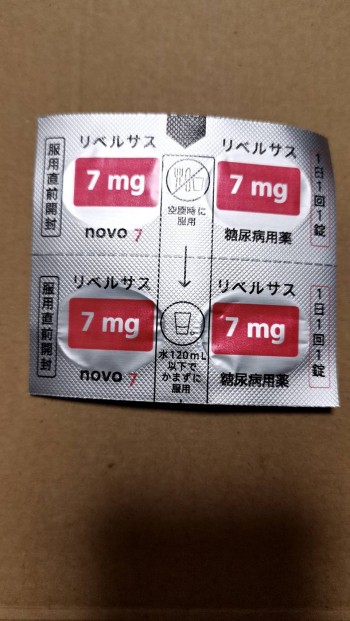 服用直前開封
リベルサス
7 mg
novo 7
空腹時に
服用
リベルサス
7 mg
糖尿病用薬
1日1回1錠
服用直前開封
リベルサス
7 mg
novo 7
水120mL
以下で
かまずに
服用
リベルサス
7 mg
糖尿病用薬
1日1回1錠